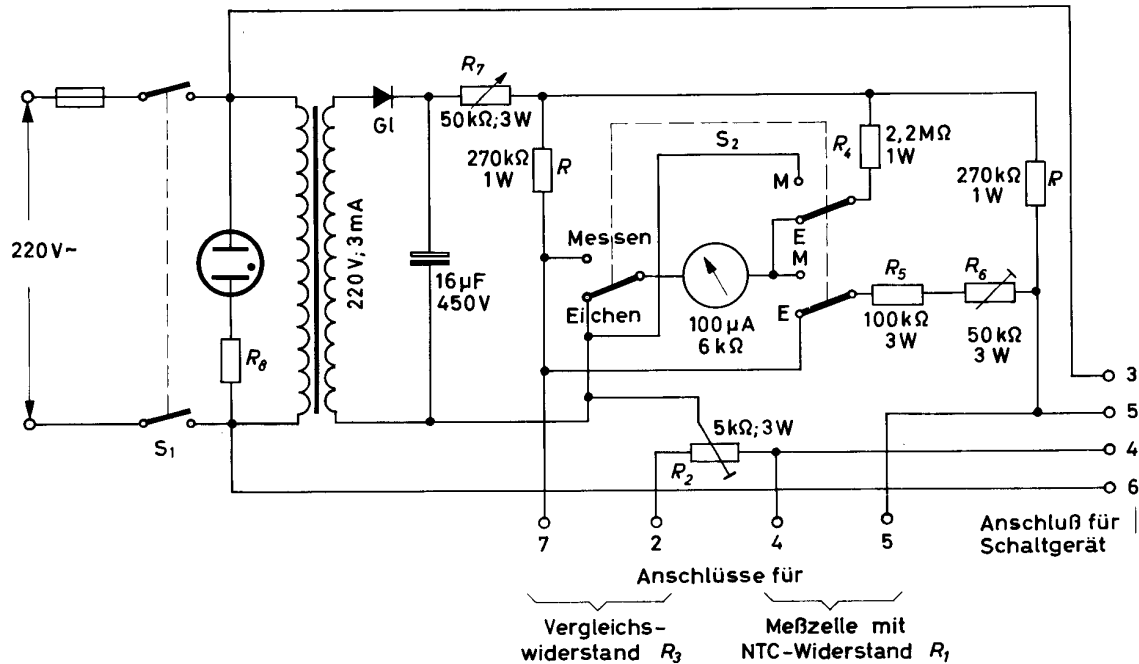 R7
50kΩ; 3W
Gl
270kΩ
1W
R
S2
R4
2,2MΩ
1W
270kΩ
1W
R
M
220V~
220V; 3mA
Messen
E
M
16µF
450V
Eichen
E
R5
R6
100µA
6kΩ
100kΩ
3W
50kΩ
3W
R8
3
5
5kΩ; 3W
S1
4
R2
6
7
2
4
5
Anschluß für
Schaltgerät
Anschlüsse für
Vergleichs-
widerstand R3
Meßzelle mit
NTC-Widerstand R1